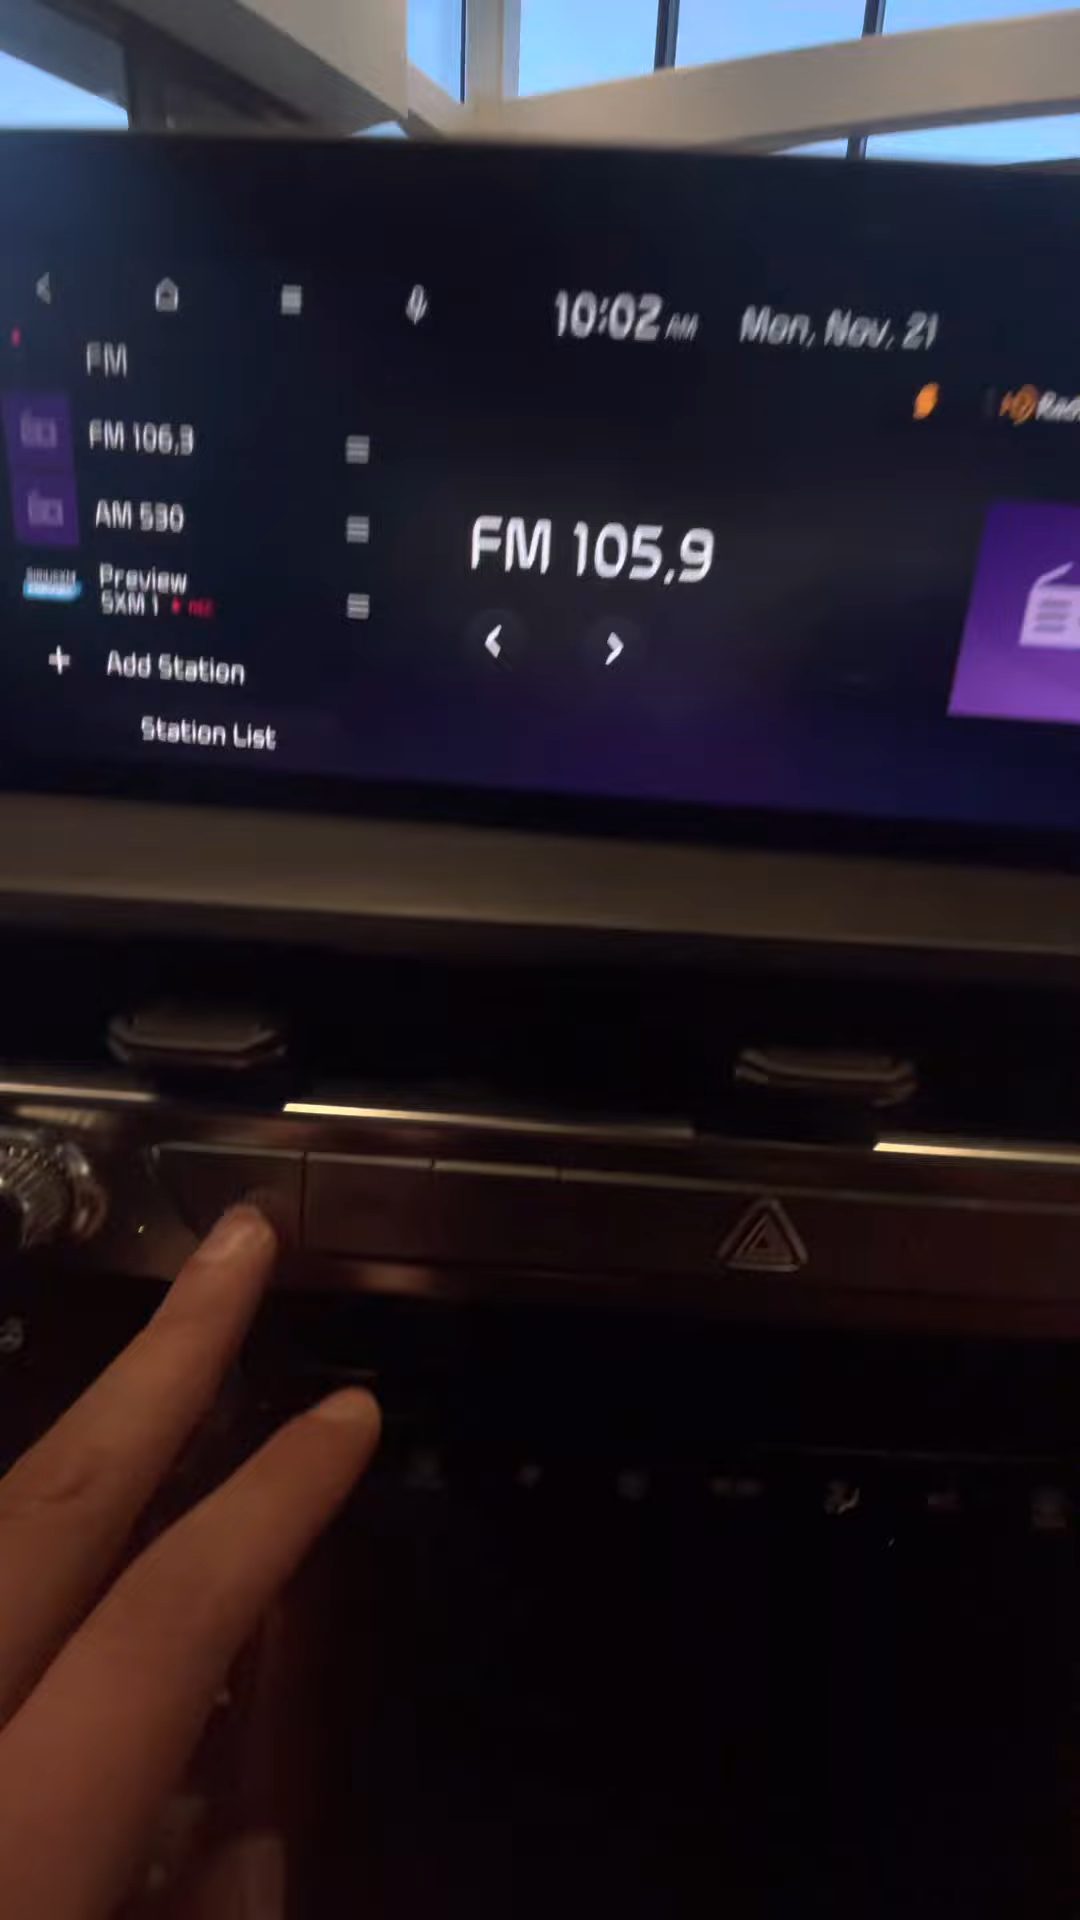 10:02 AM Mon, Nov, 21
FM
FM 106.3
AM 530
Preview
SXM 1
Add Station
Station List
FM 105.9